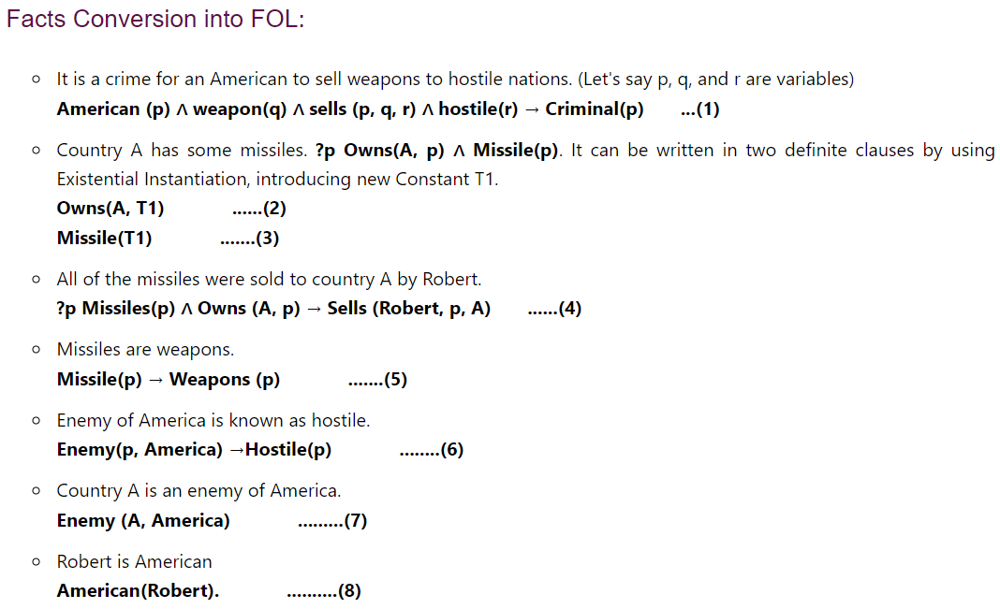 Facts Conversion into FOL:
It is a crime for an American to sell weapons to hostile nations. (Let's say p, q, and r are variables)
American (p) ∧ weapon(q) ∧ sells (p, q, r) ∧ hostile(r) → Criminal(p) ...(1)
Country A has some missiles. ?p Owns(A, p) ∧ Missile(p). It can be written in two definite clauses by using
Existential Instantiation, introducing new Constant T1.
Owns(A, T1) ......(2)
Missile(T1) .......(3)
All of the missiles were sold to country A by Robert.
?p Missiles(p) ∧ Owns (A, p) → Sells (Robert, p, A) ......(4)
Missiles are weapons.
Missile(p) → Weapons (p) .......(5)
Enemy of America is known as hostile.
Enemy(p, America) →Hostile(p) ........(6)
Country A is an enemy of America.
Enemy (A, America) .........(7)
Robert is American
American(Robert). ..........(8)